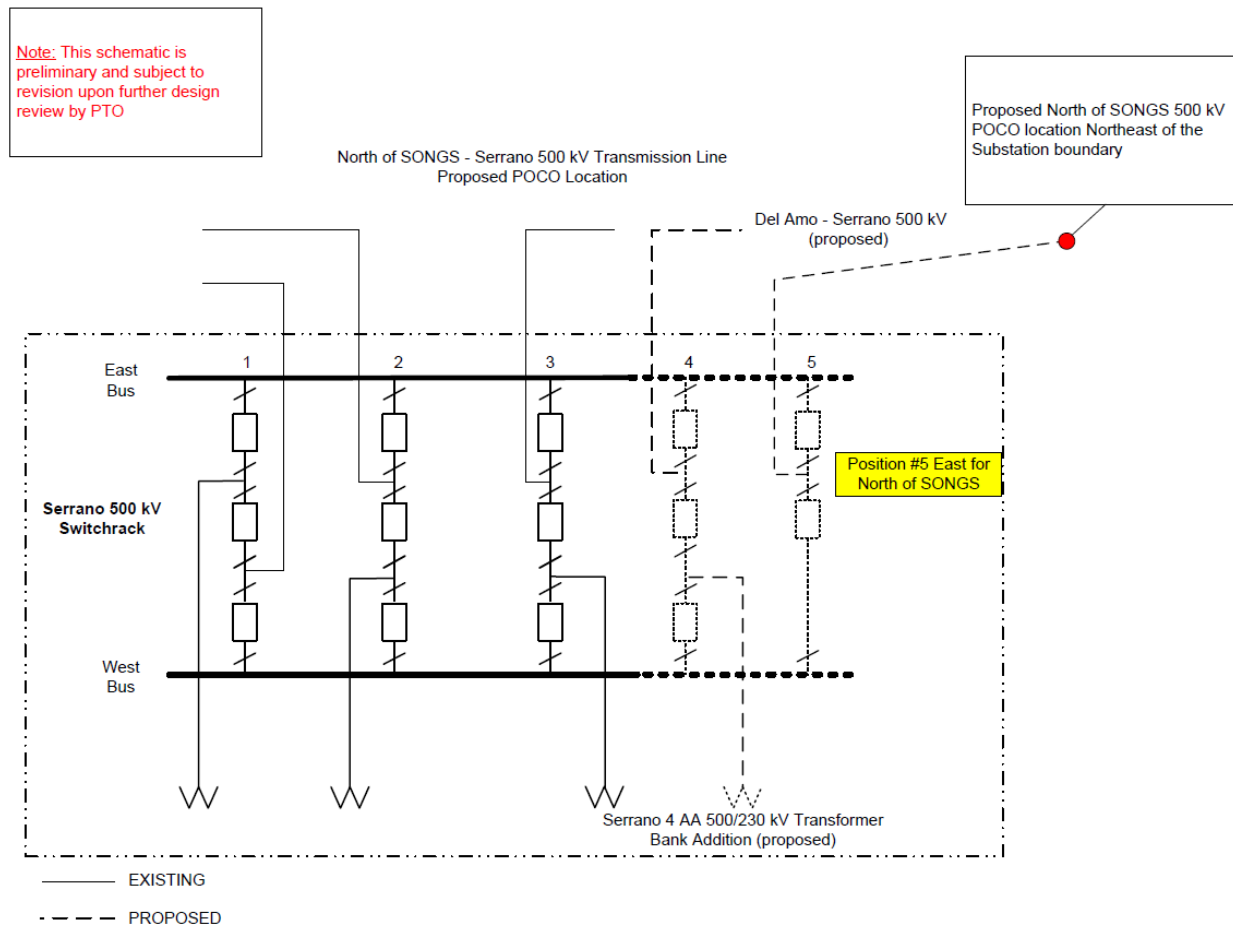 Note: This schematic is
preliminary and subject to
revision upon further design
review by PTO
Proposed North of SONGS 500 kV
POCO location Northeast of the
Substation boundary
North of SONGS - Serrano 500 kV Transmission Line
Proposed POCO Location
Del Amo - Serrano 500 kV
(proposed)
East
Bus
1
2
3
4
5
Position #5 East for
North of SONGS
Serrano 500 kV
Switchrack
West
Bus
Serrano 4 AA 500/230 kV Transformer
Bank Addition (proposed)
EXISTING
PROPOSED